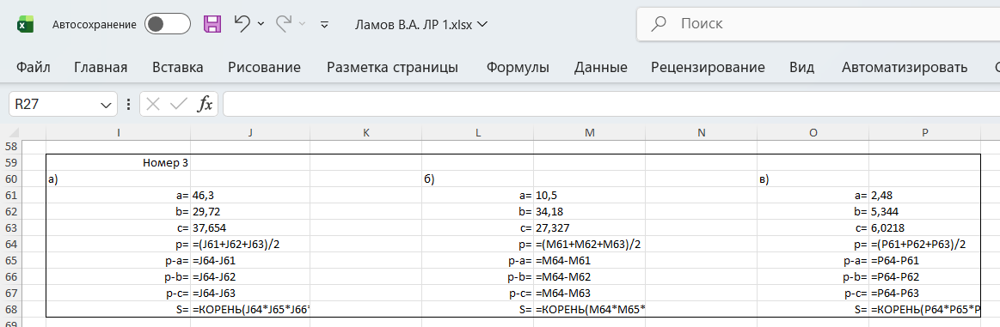 Автосохранение Ламов В.А. ЛР 1.xlsx Поиск
Файл Главная Вставка Рисование Разметка страницы Формулы Данные Рецензирование Вид Автоматизировать
R27 fx
I J K L M N O P
58
59 Номер 3
60 а) б) в)
61 a= 46,3 a= 10,5 a= 2,48
62 b= 29,72 b= 34,18 b= 5,344
63 c= 37,654 c= 27,327 c= 6,0218
64 p= =(J61+J62+J63)/2 p= =(M61+M62+M63)/2 p= =(P61+P62+P63)/2
65 p-a= =J64-J61 p-a= =M64-M61 p-a= =P64-P61
66 p-b= =J64-J62 p-b= =M64-M62 p-b= =P64-P62
67 p-c= =J64-J63 p-c= =M64-M63 p-c= =P64-P63
68 S= =КОРЕНЬ(J64*J65*J66* S= =КОРЕНЬ(M64*M65* S= =КОРЕНЬ(P64*P65*P
69